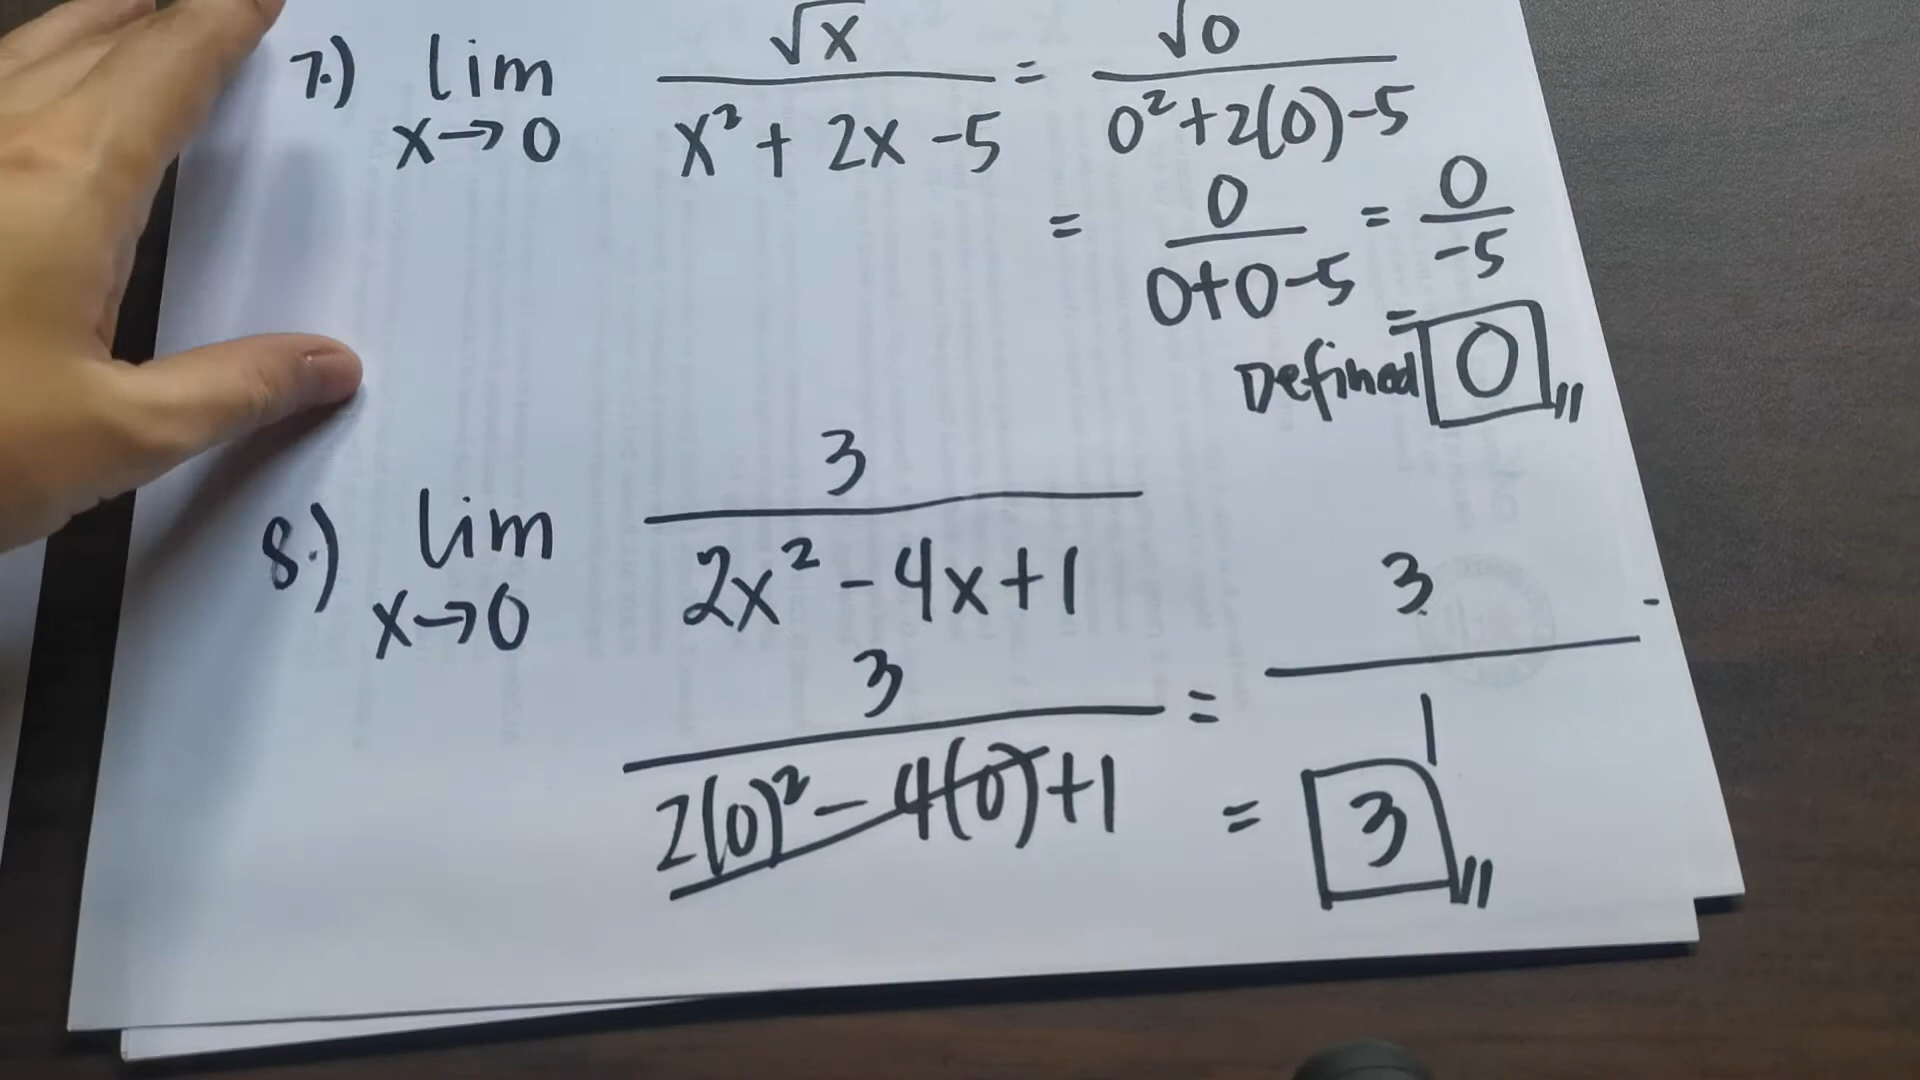 7.) lim x→0 √x / x² + 2x - 5 = √0 / 0² + 2(0) - 5
= 0 / 0+0-5 = 0 / -5
= 0
Defined
8.) lim x→0 3 / 2x² - 4x + 1
3 / 2(0)² - 4(0) + 1 = 3 / 1
= 3